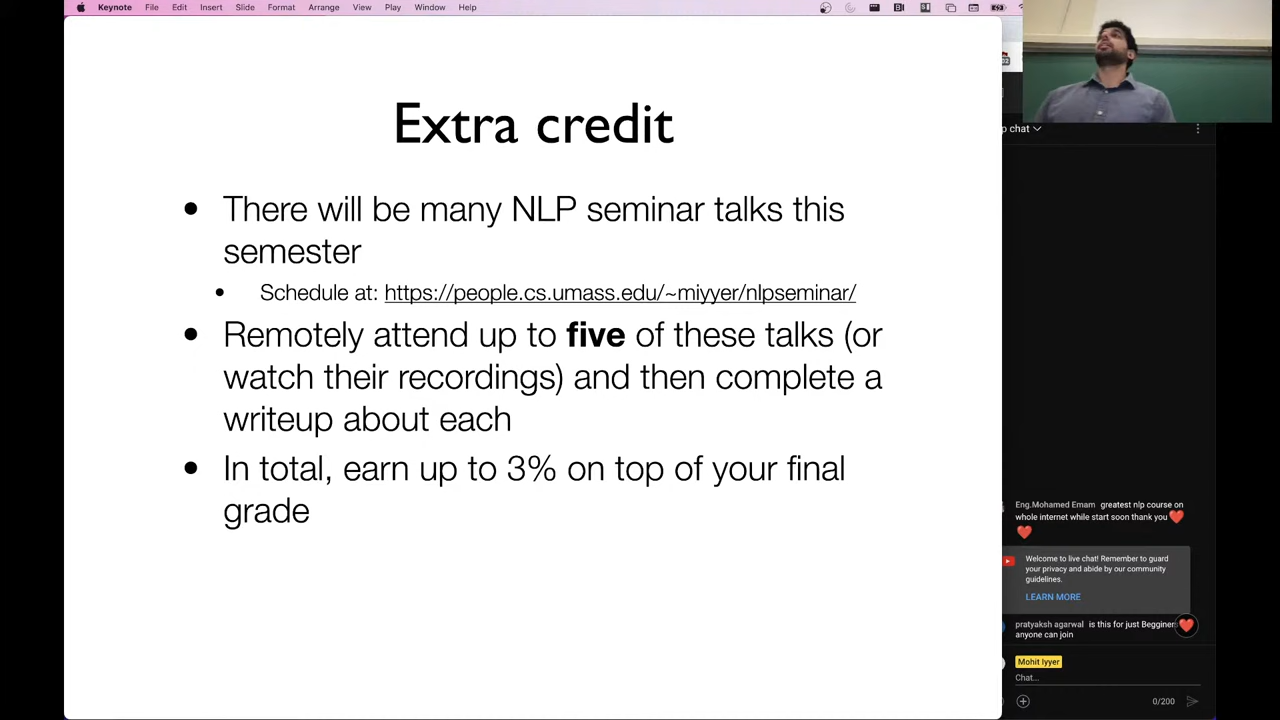 Keynote File Edit Insert Slide Format Arrange View Play Window Help
Extra credit
• There will be many NLP seminar talks this
semester
• Schedule at: https://people.cs.umass.edu/~miyyer/nlpseminar/
• Remotely attend up to five of these talks (or
watch their recordings) and then complete a
writeup about each
• In total, earn up to 3% on top of your final
grade
p chat
Eng.Mohamed Emam greatest nlp course on
whole internet while start soon thank you❤️
❤️
Welcome to live chat! Remember to guard
your privacy and abide by our community
guidelines.
LEARN MORE
pratyaksh agarwal is this for just Begginer
anyone can join
Mohit Iyyer
Chat...
0/200